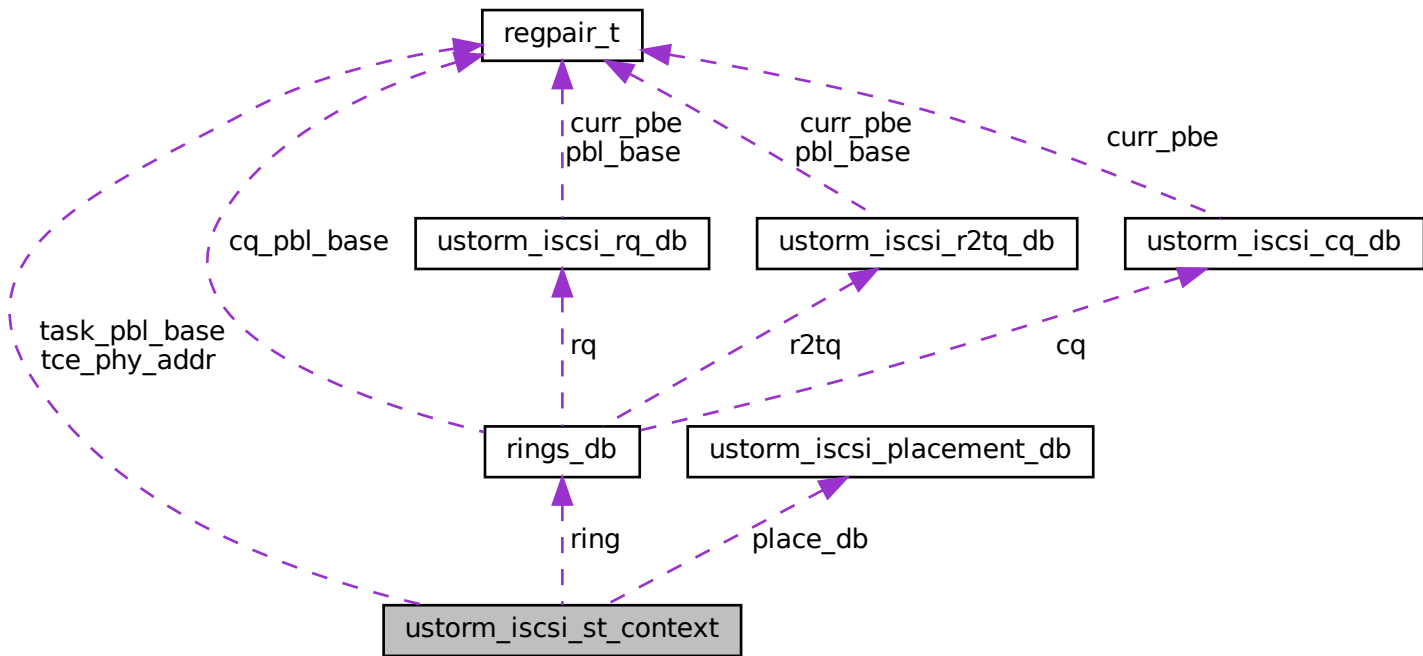 regpair_t
curr_pbe
pbl_base
curr_pbe
pbl_base
curr_pbe
cq_pbl_base
ustorm_iscsi_rq_db
ustorm_iscsi_r2tq_db
ustorm_iscsi_cq_db
task_pbl_base
tce_phy_addr
rq
r2tq
cq
rings_db
ustorm_iscsi_placement_db
ring
place_db
ustorm_iscsi_st_context